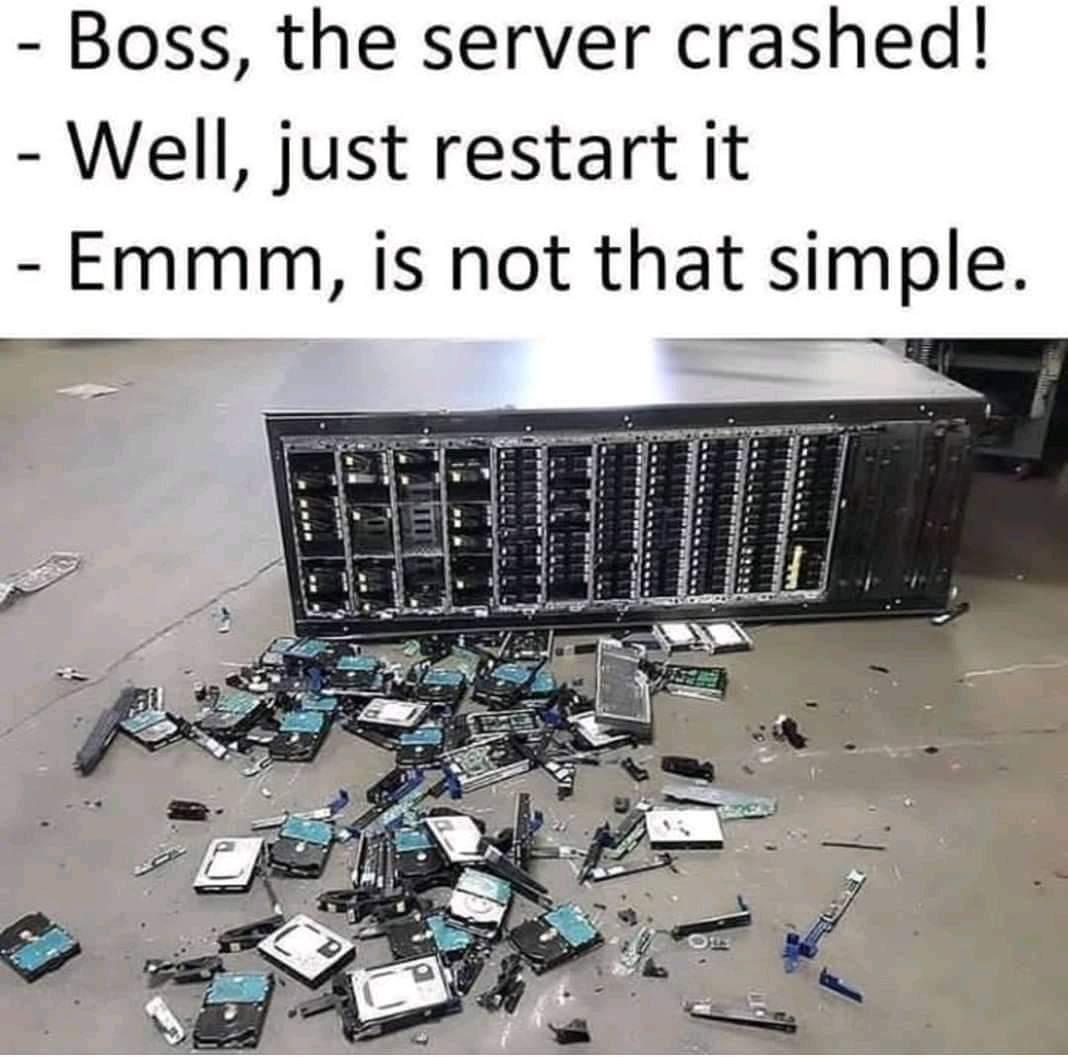 - Boss, the server crashed!
- Well, just restart it
- Emmm, is not that simple.